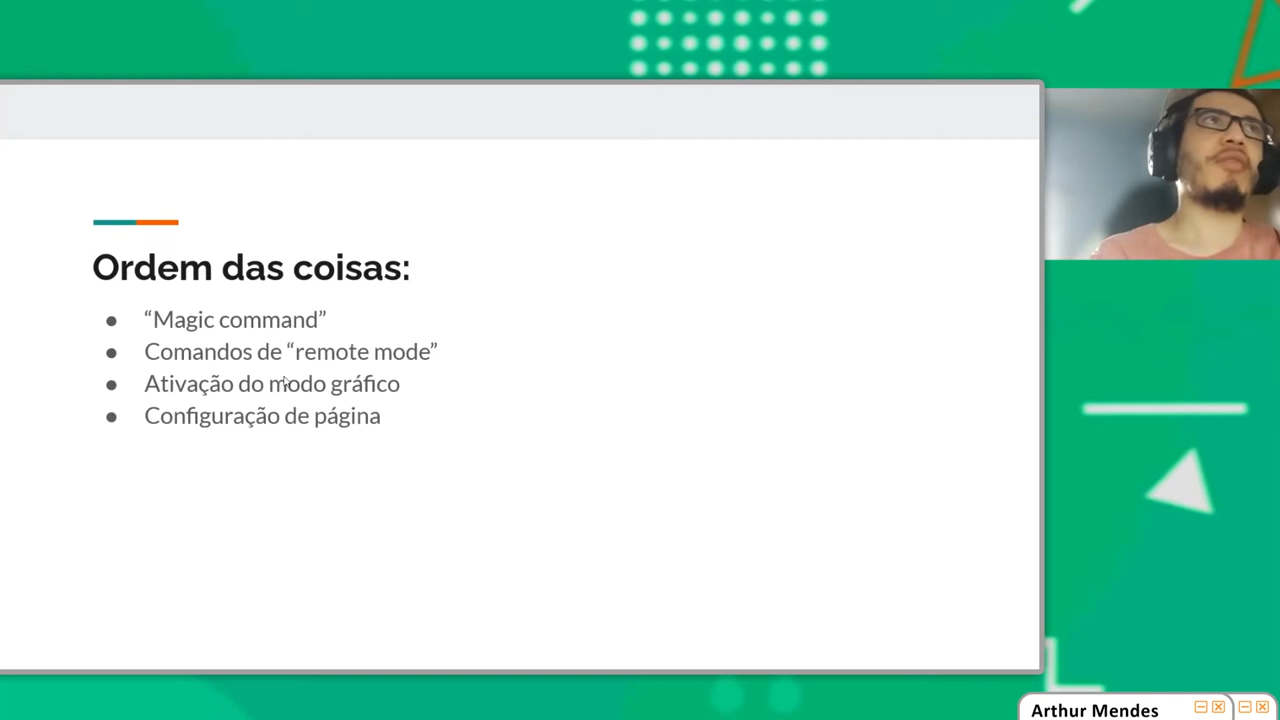 Ordem das coisas:
● “Magic command”
● Comandos de “remote mode”
● Ativação do modo gráfico
● Configuração de página
Arthur Mendes